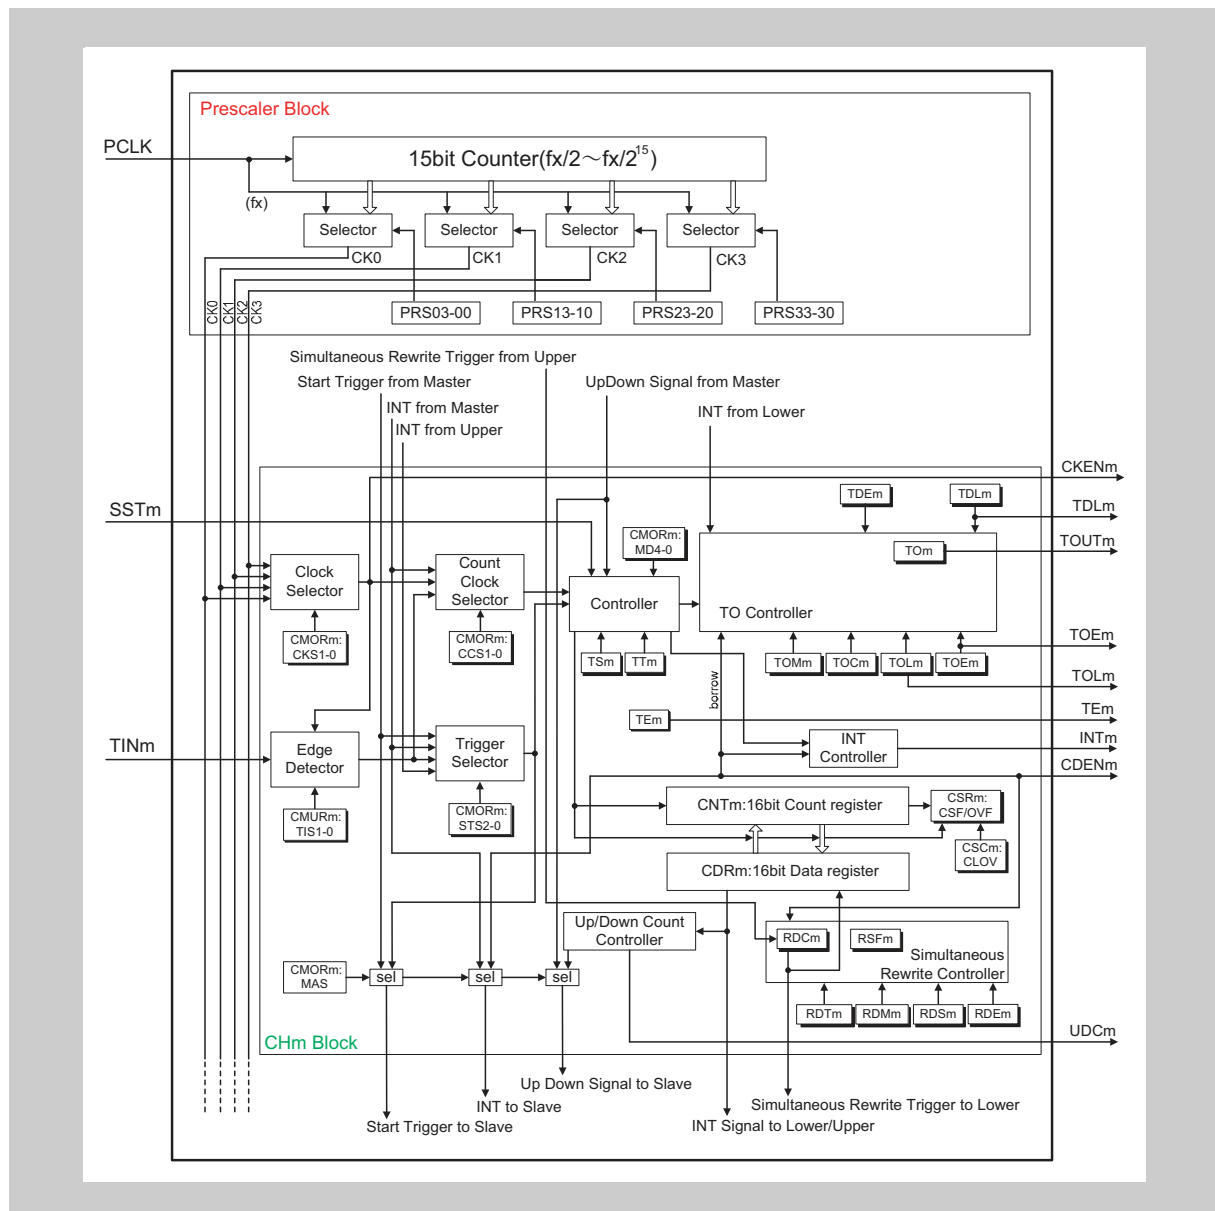 Prescaler Block
PCLK
15bit Counter(fx/2～fx/2¹⁵)
(fx)
Selector
Selector
Selector
Selector
CK0
CK1
CK2
CK3
CK0
CK1
CK2
CK3
PRS03-00
PRS13-10
PRS23-20
PRS33-30
Simultaneous Rewrite Trigger from Upper
Start Trigger from Master
UpDown Signal from Master
INT from Master
INT from Lower
INT from Upper
CKENm
SSTm
TDEm
TDLm
TDLm
CMORm:
MD4-0
TOUTm
TOm
Clock
Selector
Count
Clock
Selector
Controller
TO Controller
CMORm:
CKS1-0
CMORm:
CCS1-0
TSm
TTm
TOMm
TOCm
TOLm
TOEm
TOEm
TOLm
borrow
TEm
TEm
TINm
Edge
Detector
Trigger
Selector
INT
Controller
INTm
CDENm
CMURm:
TIS1-0
CMORm:
STS2-0
CNTm:16bit Count register
CSRm:
CSF/OVF
CSCm:
CLOV
CDRm:16bit Data register
Up/Down Count
Controller
RDCm
RSFm
Simultaneous
Rewrite Controller
CMORm:
MAS
sel
sel
sel
RDTm
RDMm
RDSm
RDEm
UDCm
CHm Block
Up Down Signal to Slave
INT to Slave
Simultaneous Rewrite Trigger to Lower
Start Trigger to Slave
INT Signal to Lower/Upper